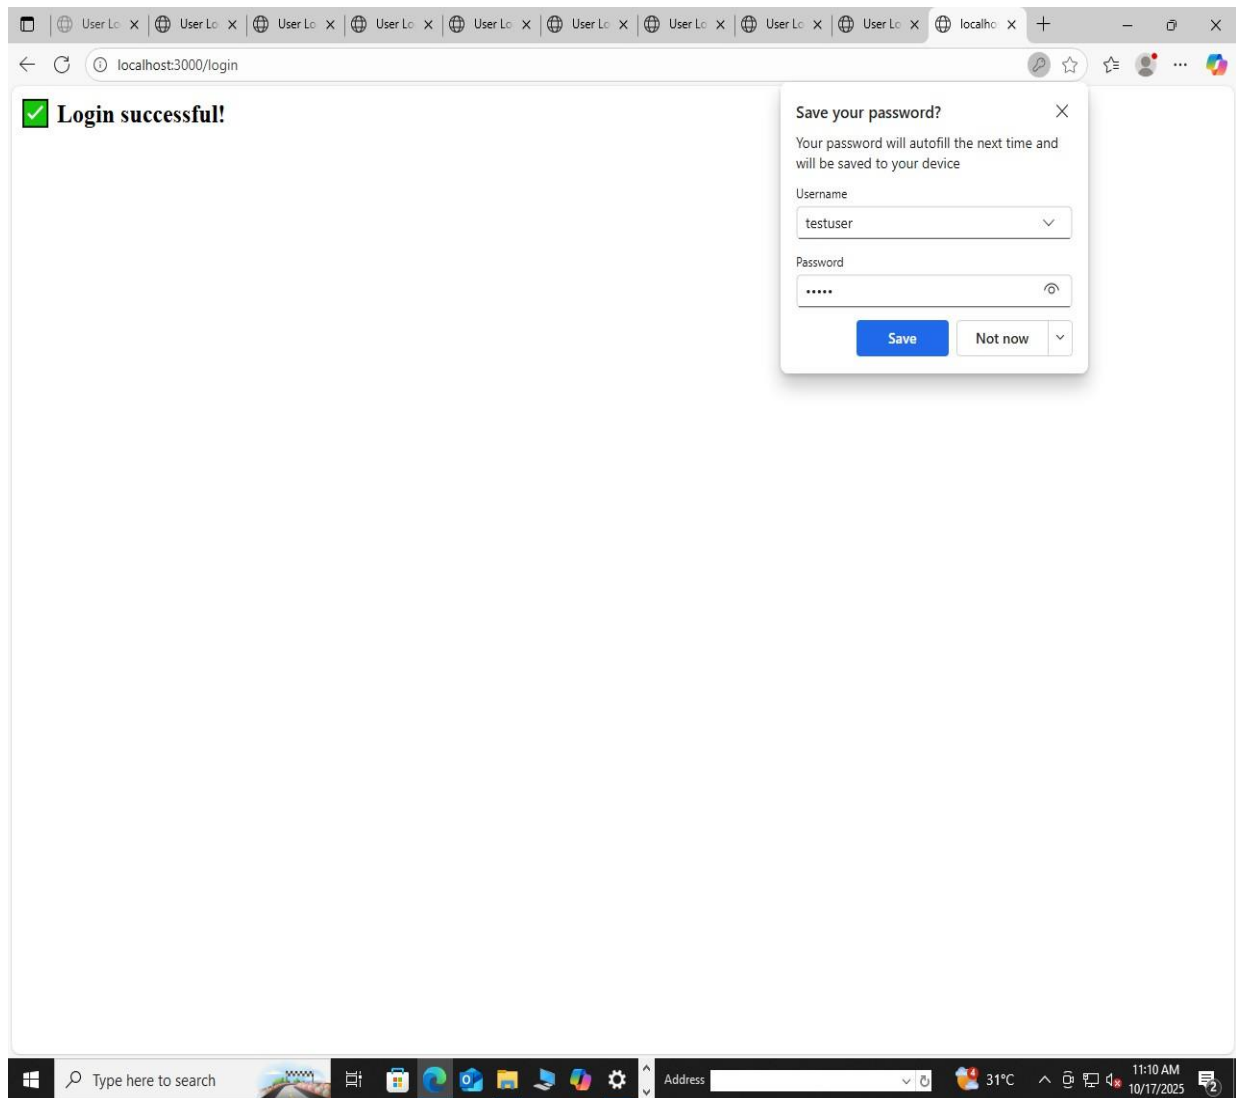 User Lo User Lo User Lo User Lo User Lo User Lo User Lo User Lo User Lo localho
localhost:3000/login
Login successful!
Save your password?
Your password will autofill the next time and
will be saved to your device
Username
testuser
Password
•••••
Save Not now
Type here to search
Address
4
31°C
11:10 AM
10/17/2025
2